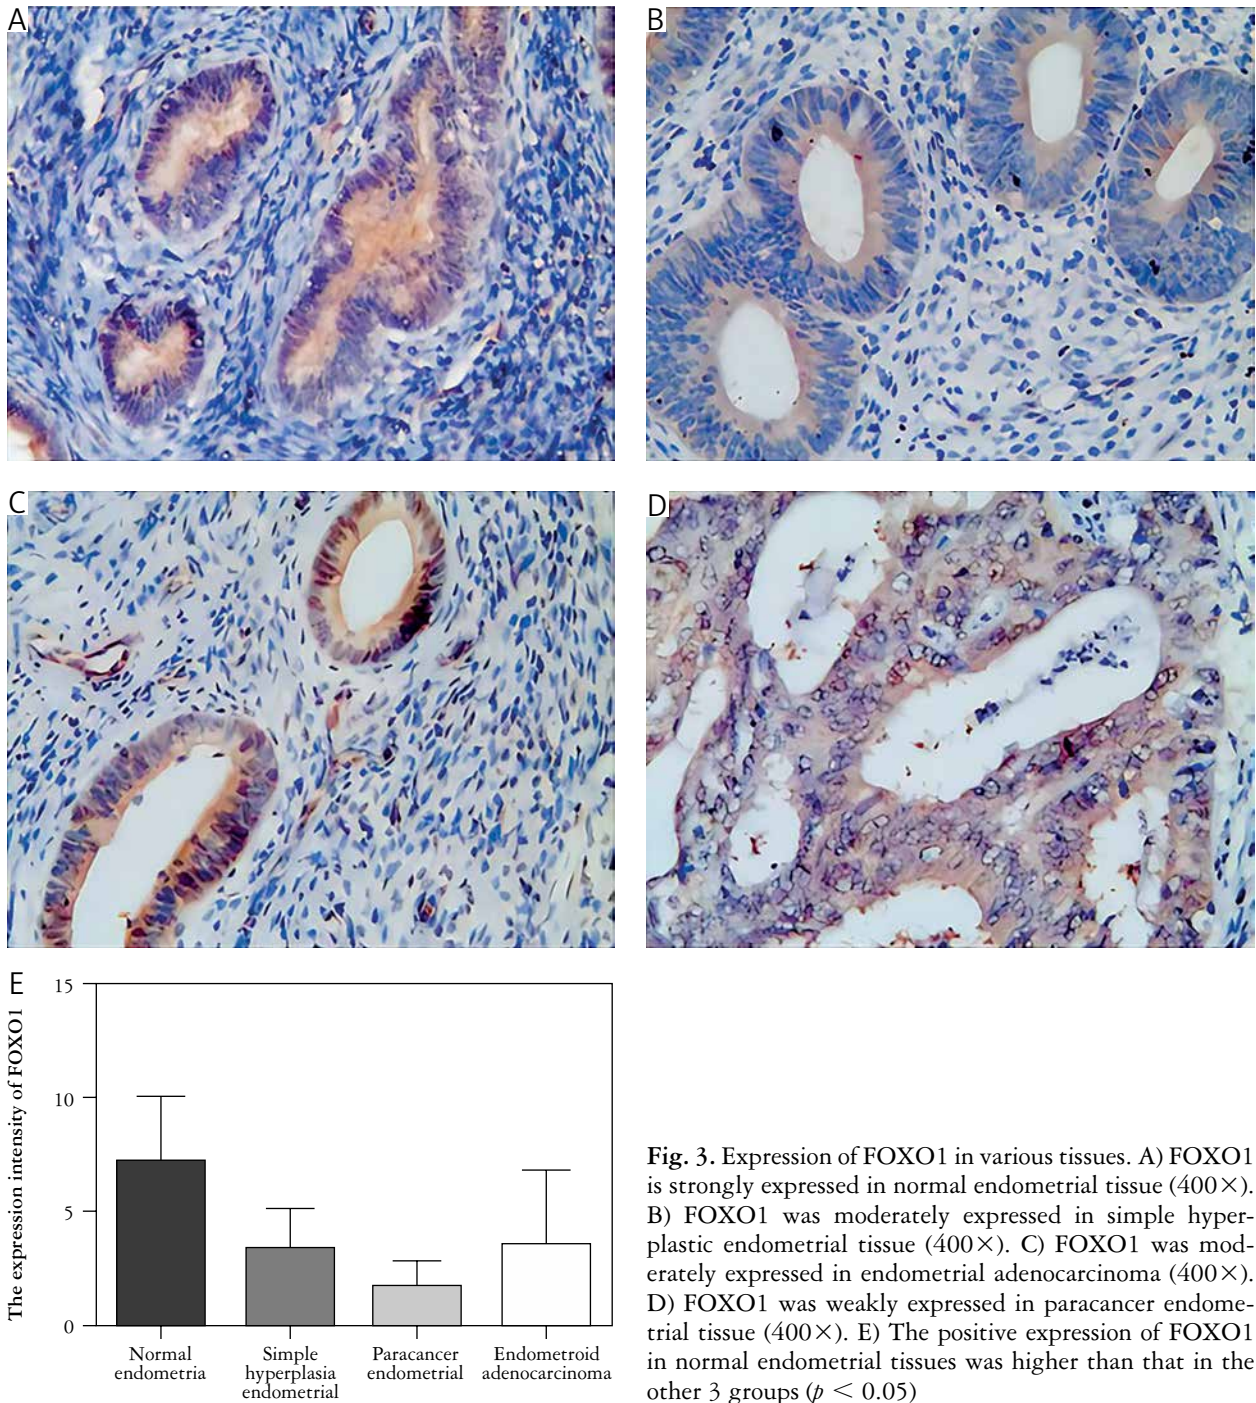 A
B
C
D
E
The expression intensity of FOXO1
15
10
5
0
Normal
endometria
Simple
hyperplasia
endometrial
Paracancer
endometrial
Endometroid
adenocarcinoma
Fig. 3. Expression of FOXO1 in various tissues. A) FOXO1
is strongly expressed in normal endometrial tissue (400×).
B) FOXO1 was moderately expressed in simple hyper-
plastic endometrial tissue (400×). C) FOXO1 was mod-
erately expressed in endometrial adenocarcinoma (400×).
D) FOXO1 was weakly expressed in paracancer endome-
trial tissue (400×). E) The positive expression of FOXO1
in normal endometrial tissues was higher than that in the
other 3 groups (p < 0.05)